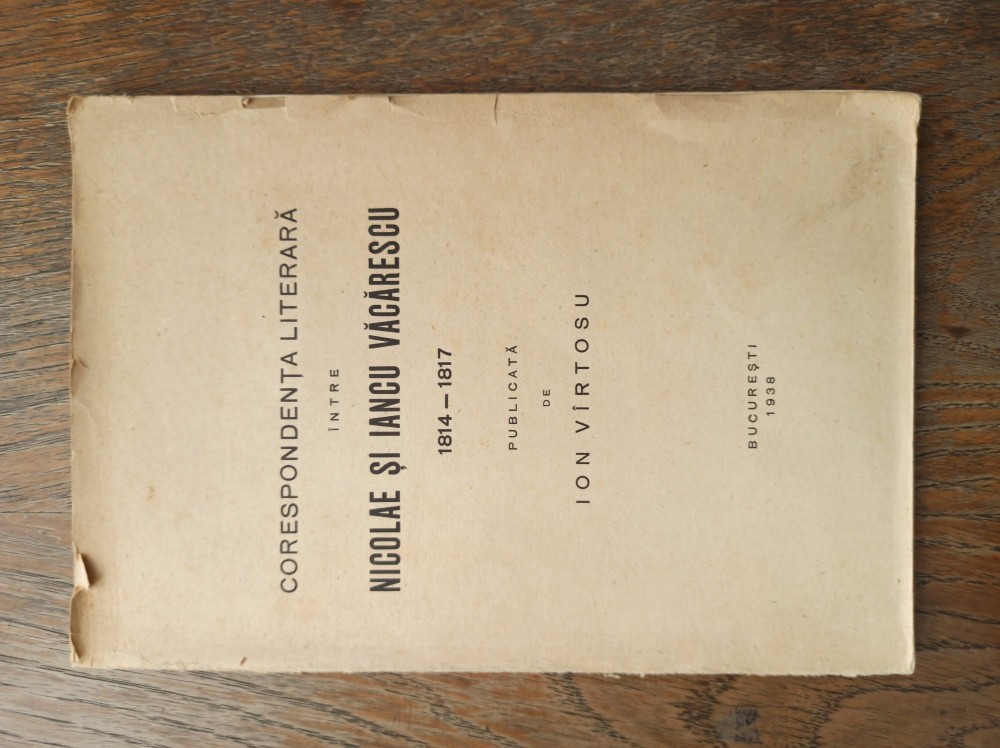 CORESPONDENȚA LITERARĂ
ÎNTRE
NICOLAE ȘI IANCU VĂCĂRESCU
1814 — 1817
PUBLICATĂ
DE
ION VÎRTOSU
BUCUREȘTI
1938